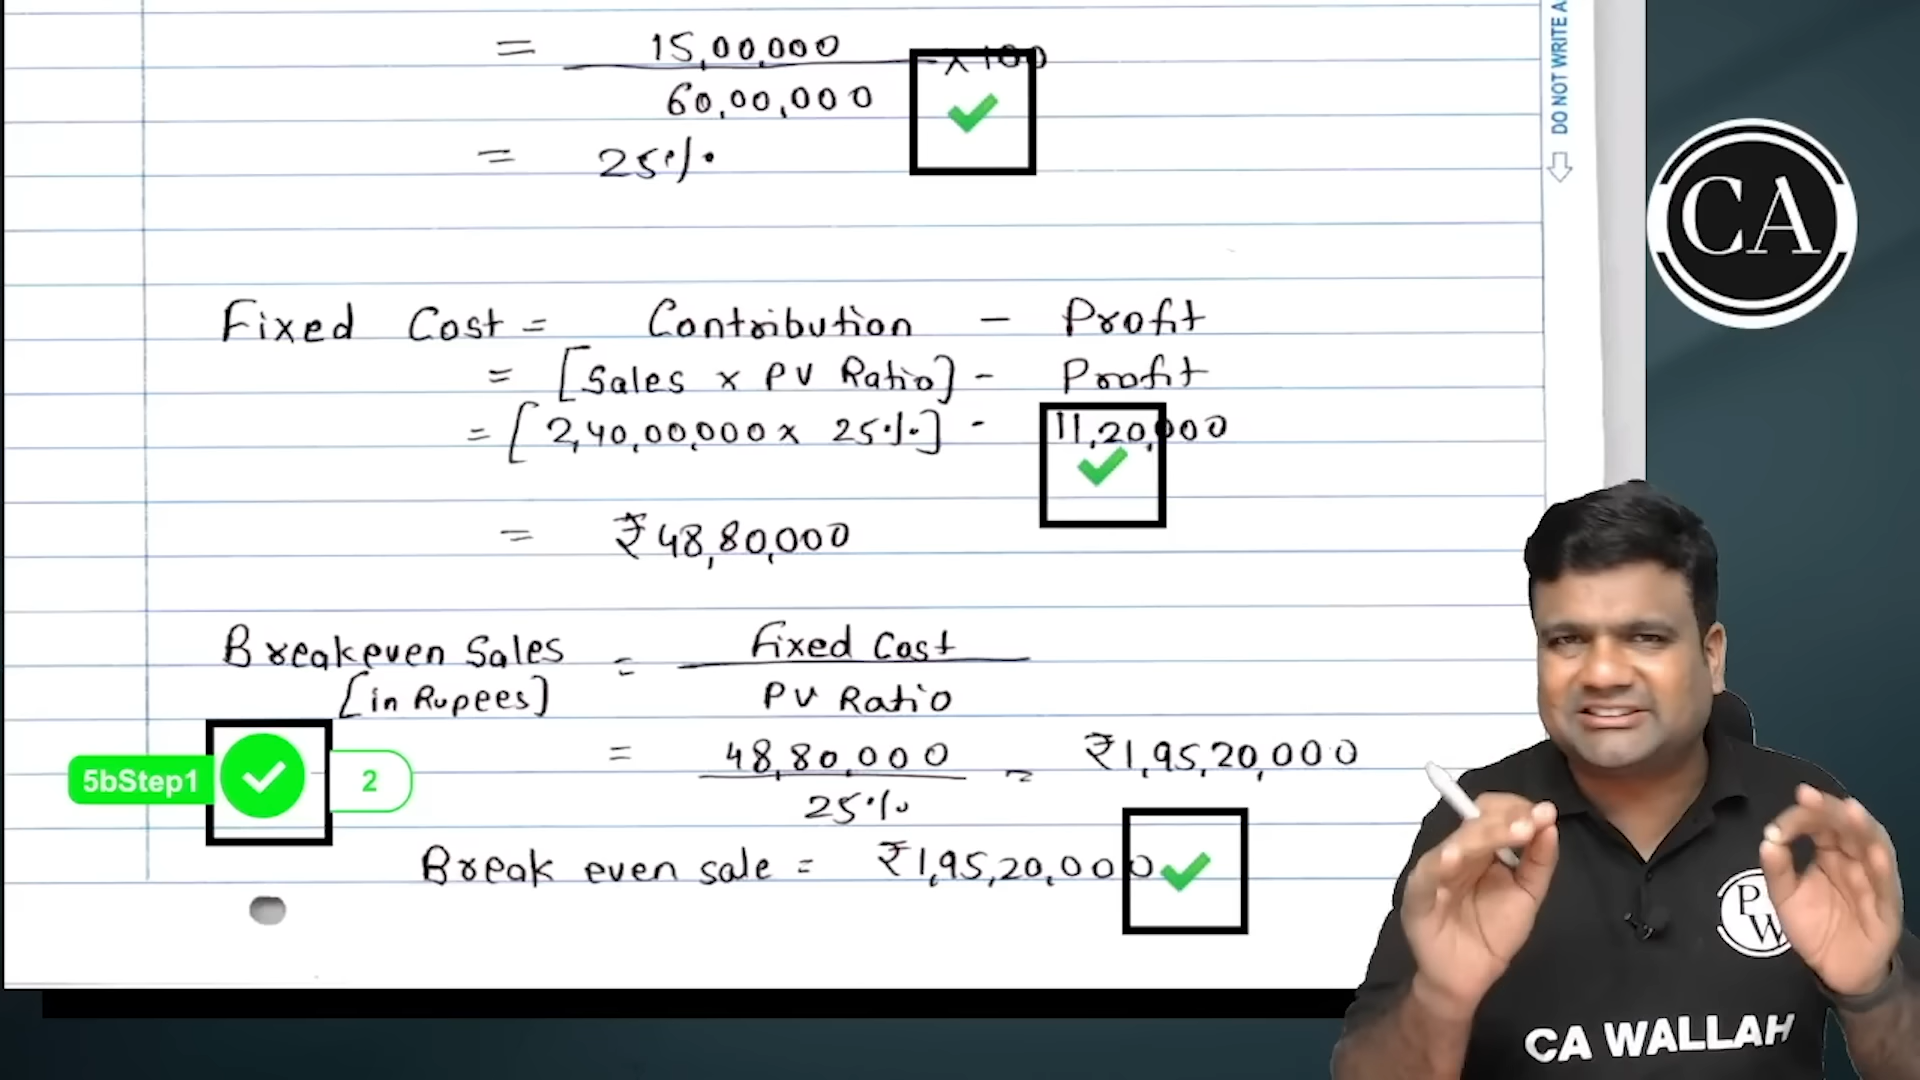 = 15,00,000 x 100
60,00,000
= 25%
Fixed Cost = Contribution - Profit
= [Sales x PV Ratio] - Profit
= [2,40,00,000 x 25%] - 11,20,000
= ₹48,80,000
Breakeven Sales = Fixed Cost
[in Rupees] PV Ratio
= 48,80,000 = ₹1,95,20,000
25%
5bStep1 2
Break even sale = ₹1,95,20,000
DO NOT WRITE A
CA
PW
CA WALLAH